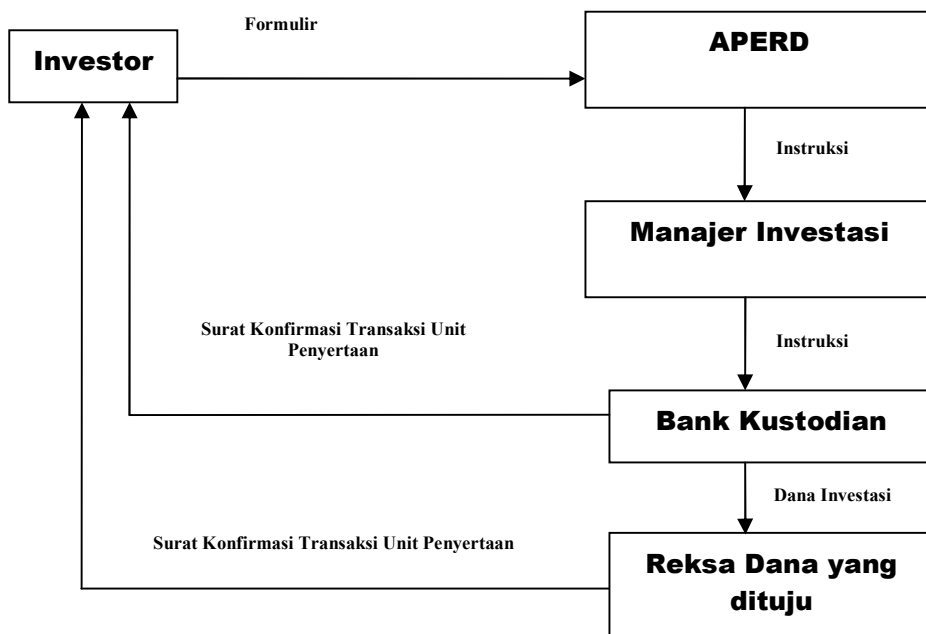 Formulir
Investor
APERD
Instruksi
Manajer Investasi
Surat Konfirmasi Transaksi Unit
Penyertaan
Instruksi
Bank Kustodian
Dana Investasi
Surat Konfirmasi Transaksi Unit Penyertaan
Reksa Dana yang
dituju